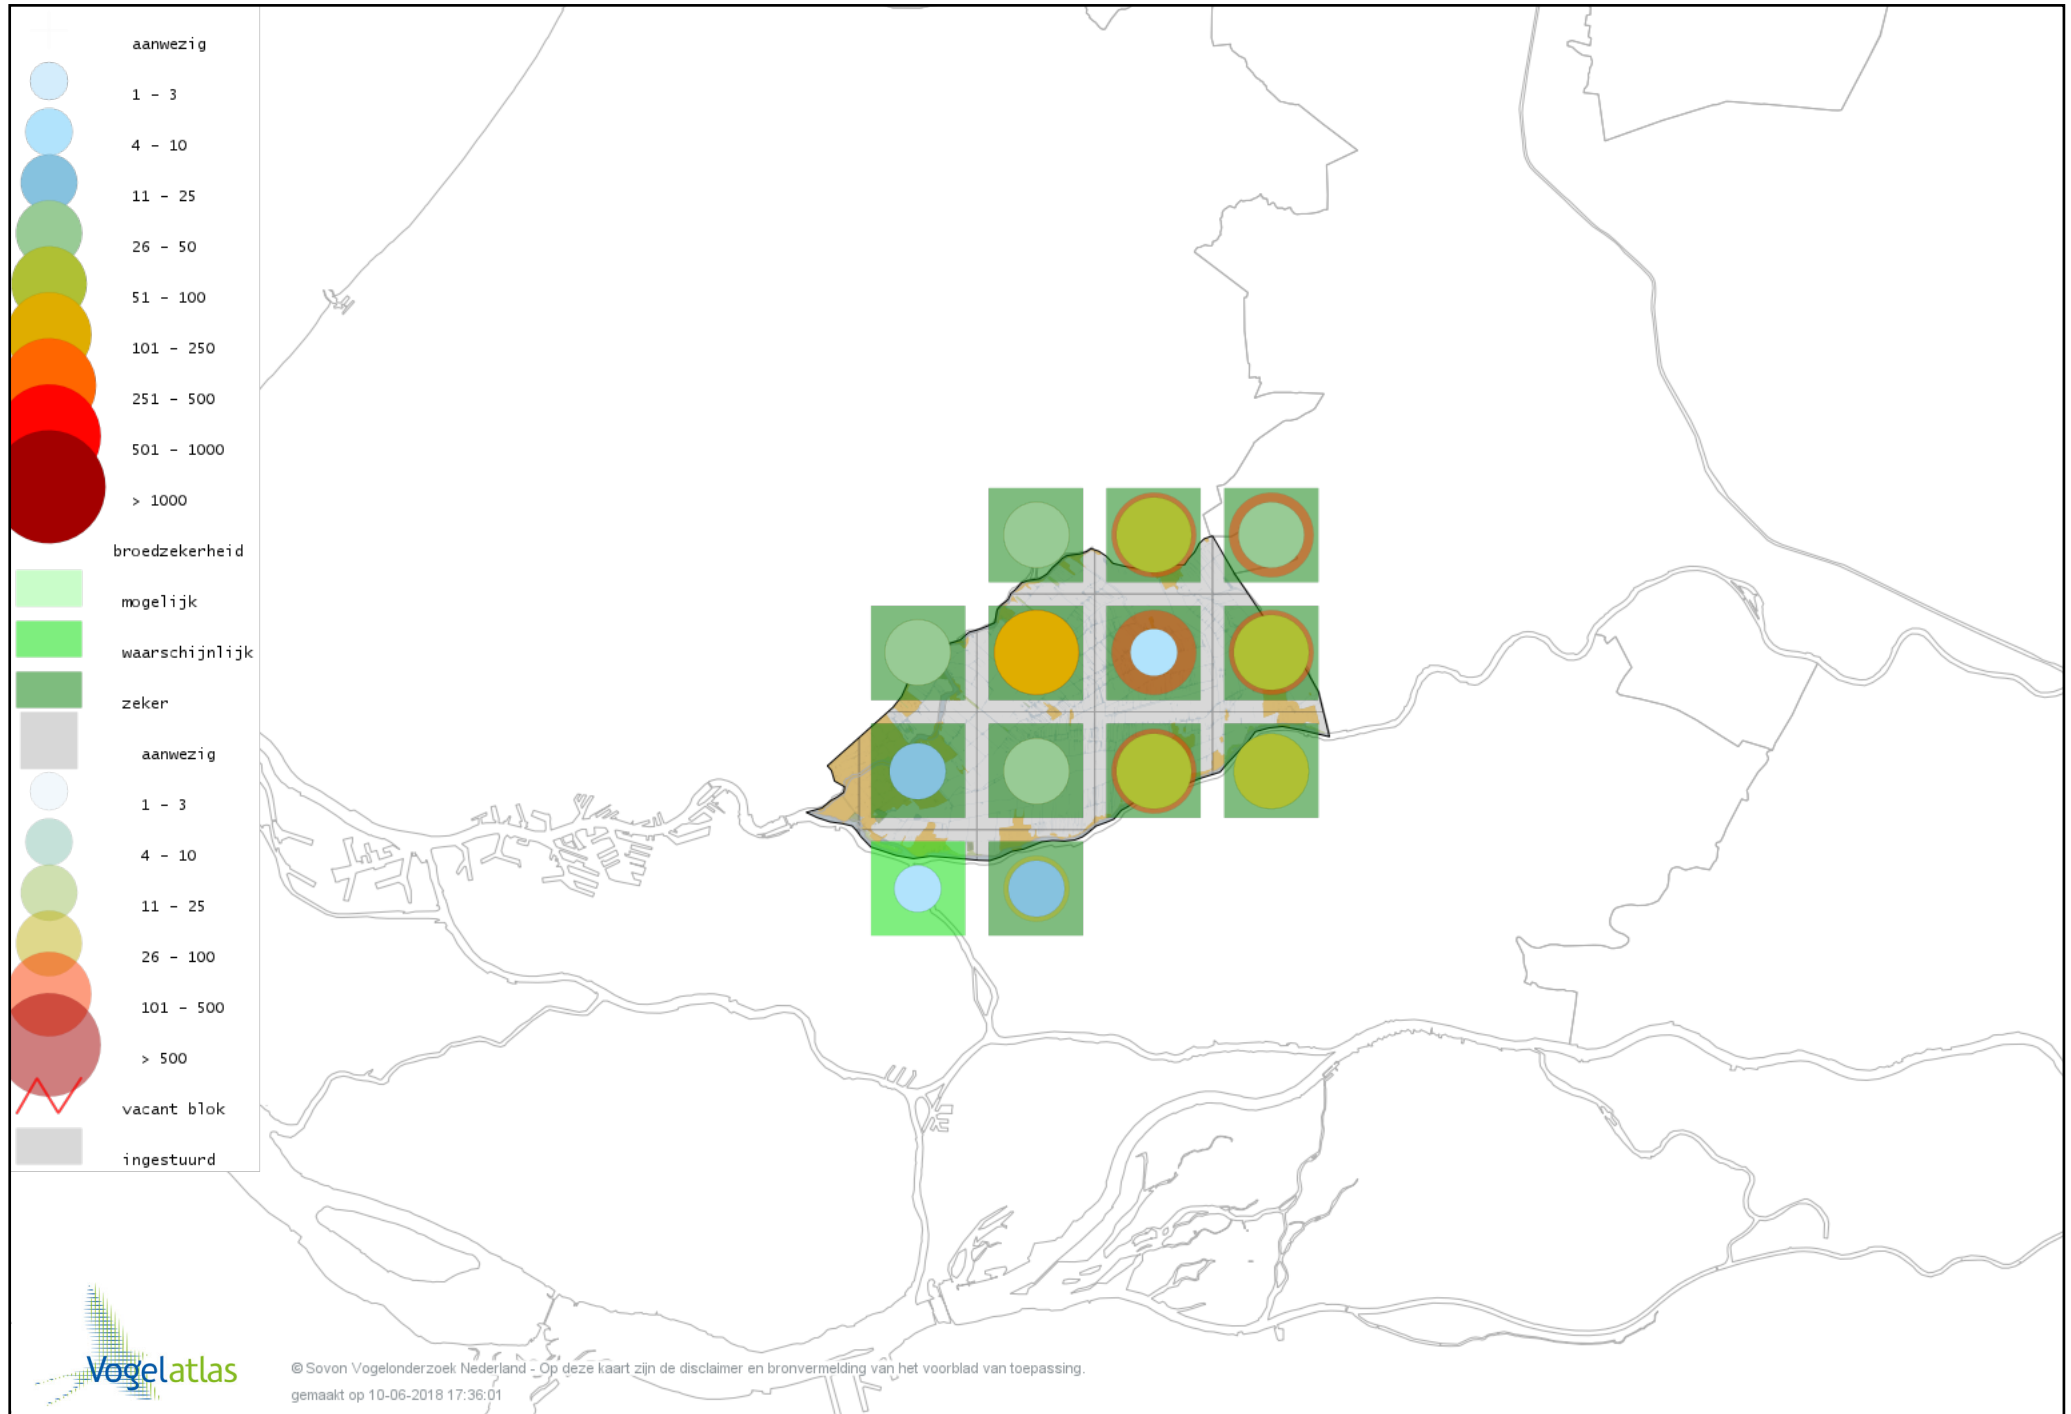 aanwezig
1 – 3
4 – 10
11 – 25
26 – 50
51 – 100
101 – 250
251 – 500
501 – 1000
> 1000
broedzekerheid
mogelijk
waarschijnlijk
zeker
aanwezig
1 – 3
4 – 10
11 – 25
26 – 100
101 – 500
> 500
vacant blok
ingestuurd
Vogelatlas
© Sovon Vogelonderzoek Nederland - Op deze kaart zijn de disclaimer en bronvermelding van het voorblad van toepassing.
gemaakt op 10-06-2018 17:36:01